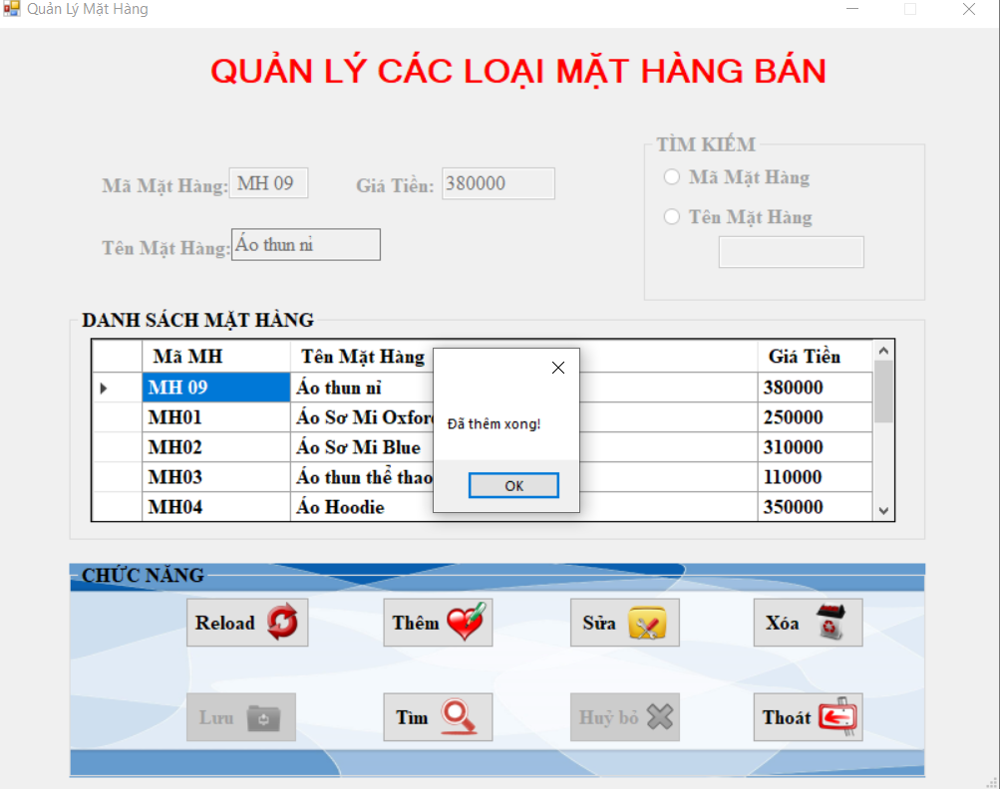 Quản Lý Mặt Hàng
QUẢN LÝ CÁC LOẠI MẶT HÀNG BÁN
TÌM KIẾM
Mã Mặt Hàng: MH 09 Giá Tiền: 380000
Mã Mặt Hàng
Tên Mặt Hàng
Tên Mặt Hàng: Áo thun nỉ
DANH SÁCH MẶT HÀNG
Mã MH Tên Mặt Hàng Giá Tiền
MH 09 Áo thun nỉ 380000
MH01 Áo Sơ Mi Oxford 250000
MH02 Áo Sơ Mi Blue 310000
MH03 Áo thun thể thao 110000
MH04 Áo Hoodie 350000
Đã thêm xong!
OK
CHỨC NĂNG
Reload Thêm Sửa Xóa
Lưu Tìm Huỷ bỏ Thoát